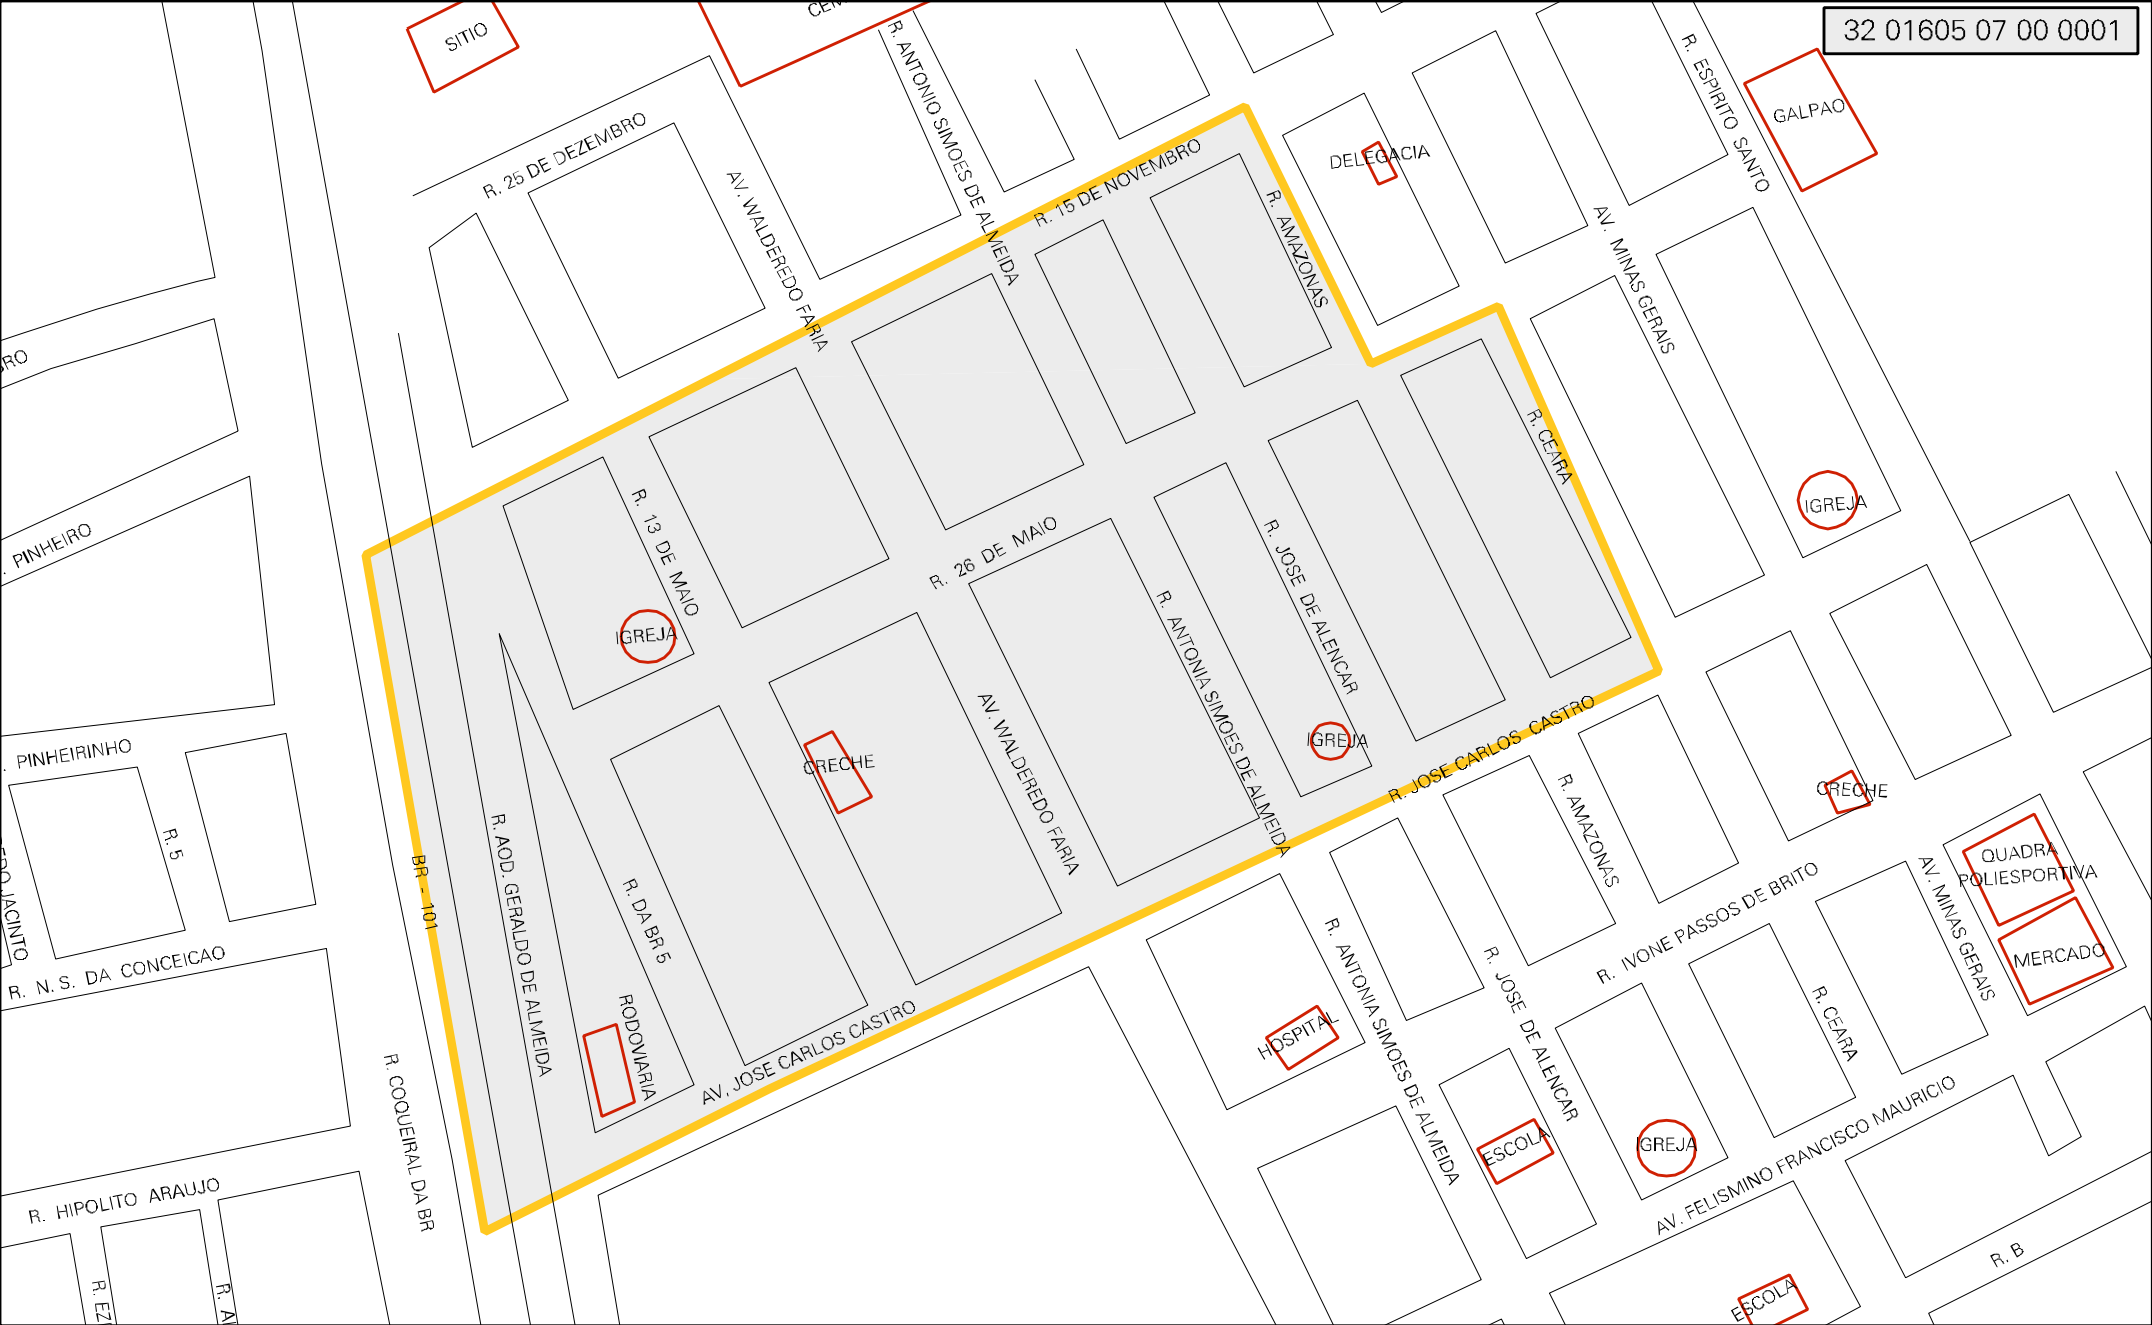 32 01605 07 00 0001
SITIO
R. ANTONIO SIMOES DE ALMEIDA
R. ESPIRITO SANTO
GALPAO
R. 25 DE DEZEMBRO
DELEGACIA
R. 15 DE NOVEMBRO
AV. WALDEREDO FARIA
R. AMAZONAS
AV. MINAS GERAIS
R. CEARA
IGREJA
PINHEIRO
R. 13 DE MAIO
R. 26 DE MAIO
R. JOSE DE ALENCAR
IGREJA
R. ANTONIA SIMOES DE ALMEIDA
AV. WALDEREDO FARIA
PINHEIRINHO
CRECHE
IGREJA
R. JOSE CARLOS CASTRO
R. AMAZONAS
CRECHE
R. 5
BR - 101
R. AOD. GERALDO DE ALMEIDA
R. DA BR 5
QUADRA
POLIESPORTIVA
AV. MINAS GERAIS
R. IVONE PASSOS DE BRITO
JACINTO
R. N. S. DA CONCEICAO
MERCADO
RODOVIARIA
AV, JOSE CARLOS CASTRO
HOSPITAL
R. ANTONIA SIMOES DE ALMEIDA
R. JOSE DE ALENCAR
R. CEARA
R. COQUEIRAL DA BR
ESCOLA
IGREJA
AV. FELISMINO FRANCISCO MAURICIO
R. HIPOLITO ARAUJO
R. B
ESCOLA